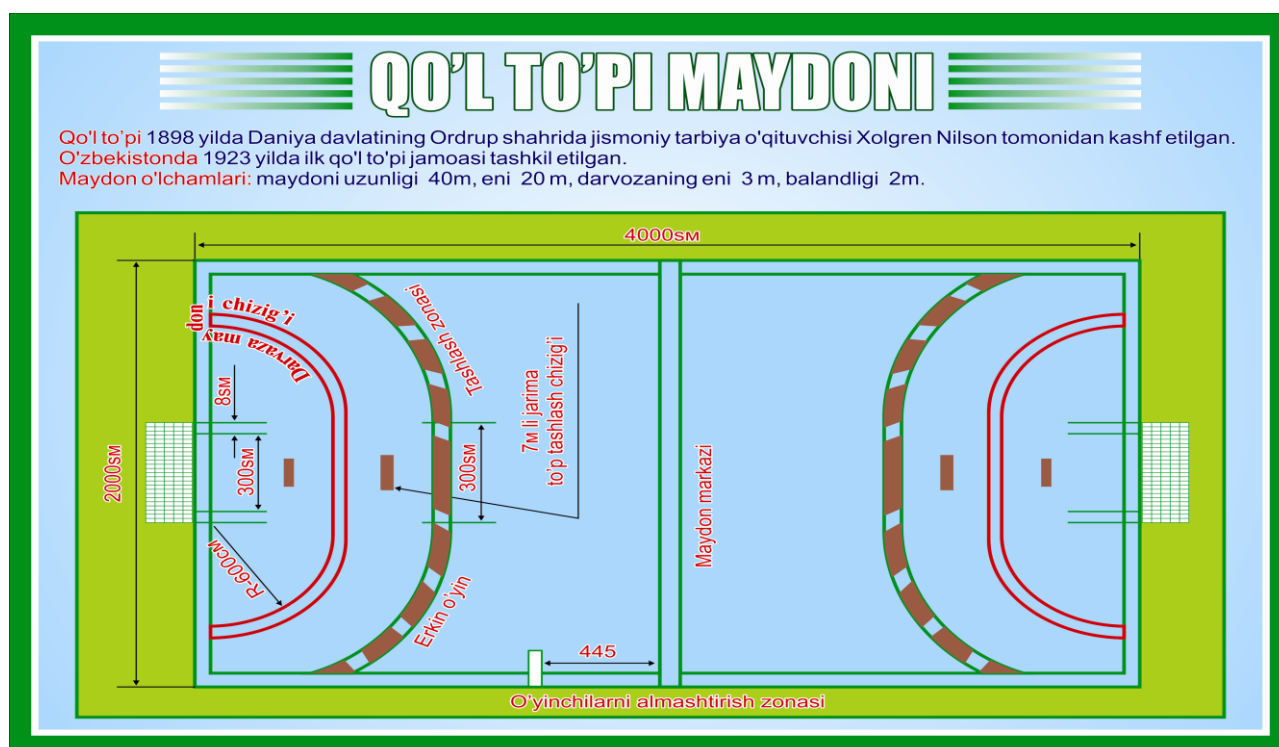 QO'L TO'PI MAYDONI
Qo'l to'pi 1898 yilda Daniya davlatining Ordrup shahrida jismoniy tarbiya o'qituvchisi Xolgren Nilson tomonidan kashf etilgan.
O'zbekistonda 1923 yilda ilk qo'l to'pi jamoasi tashkil etilgan.
Maydon o'lchamlari: maydoni uzunligi 40m, eni 20 m, darvozaning eni 3 m, balandligi 2m.
4000sм
Darvaza maydoni chizig'i
Tashlash zonasi
8sм
300sм
2000sм
300sм
7м li jarima
to'p tashlash chizig'i
Maydon markazi
R-600см
Erkin o'yin
445
O'yinchilarni almashtirish zonasi